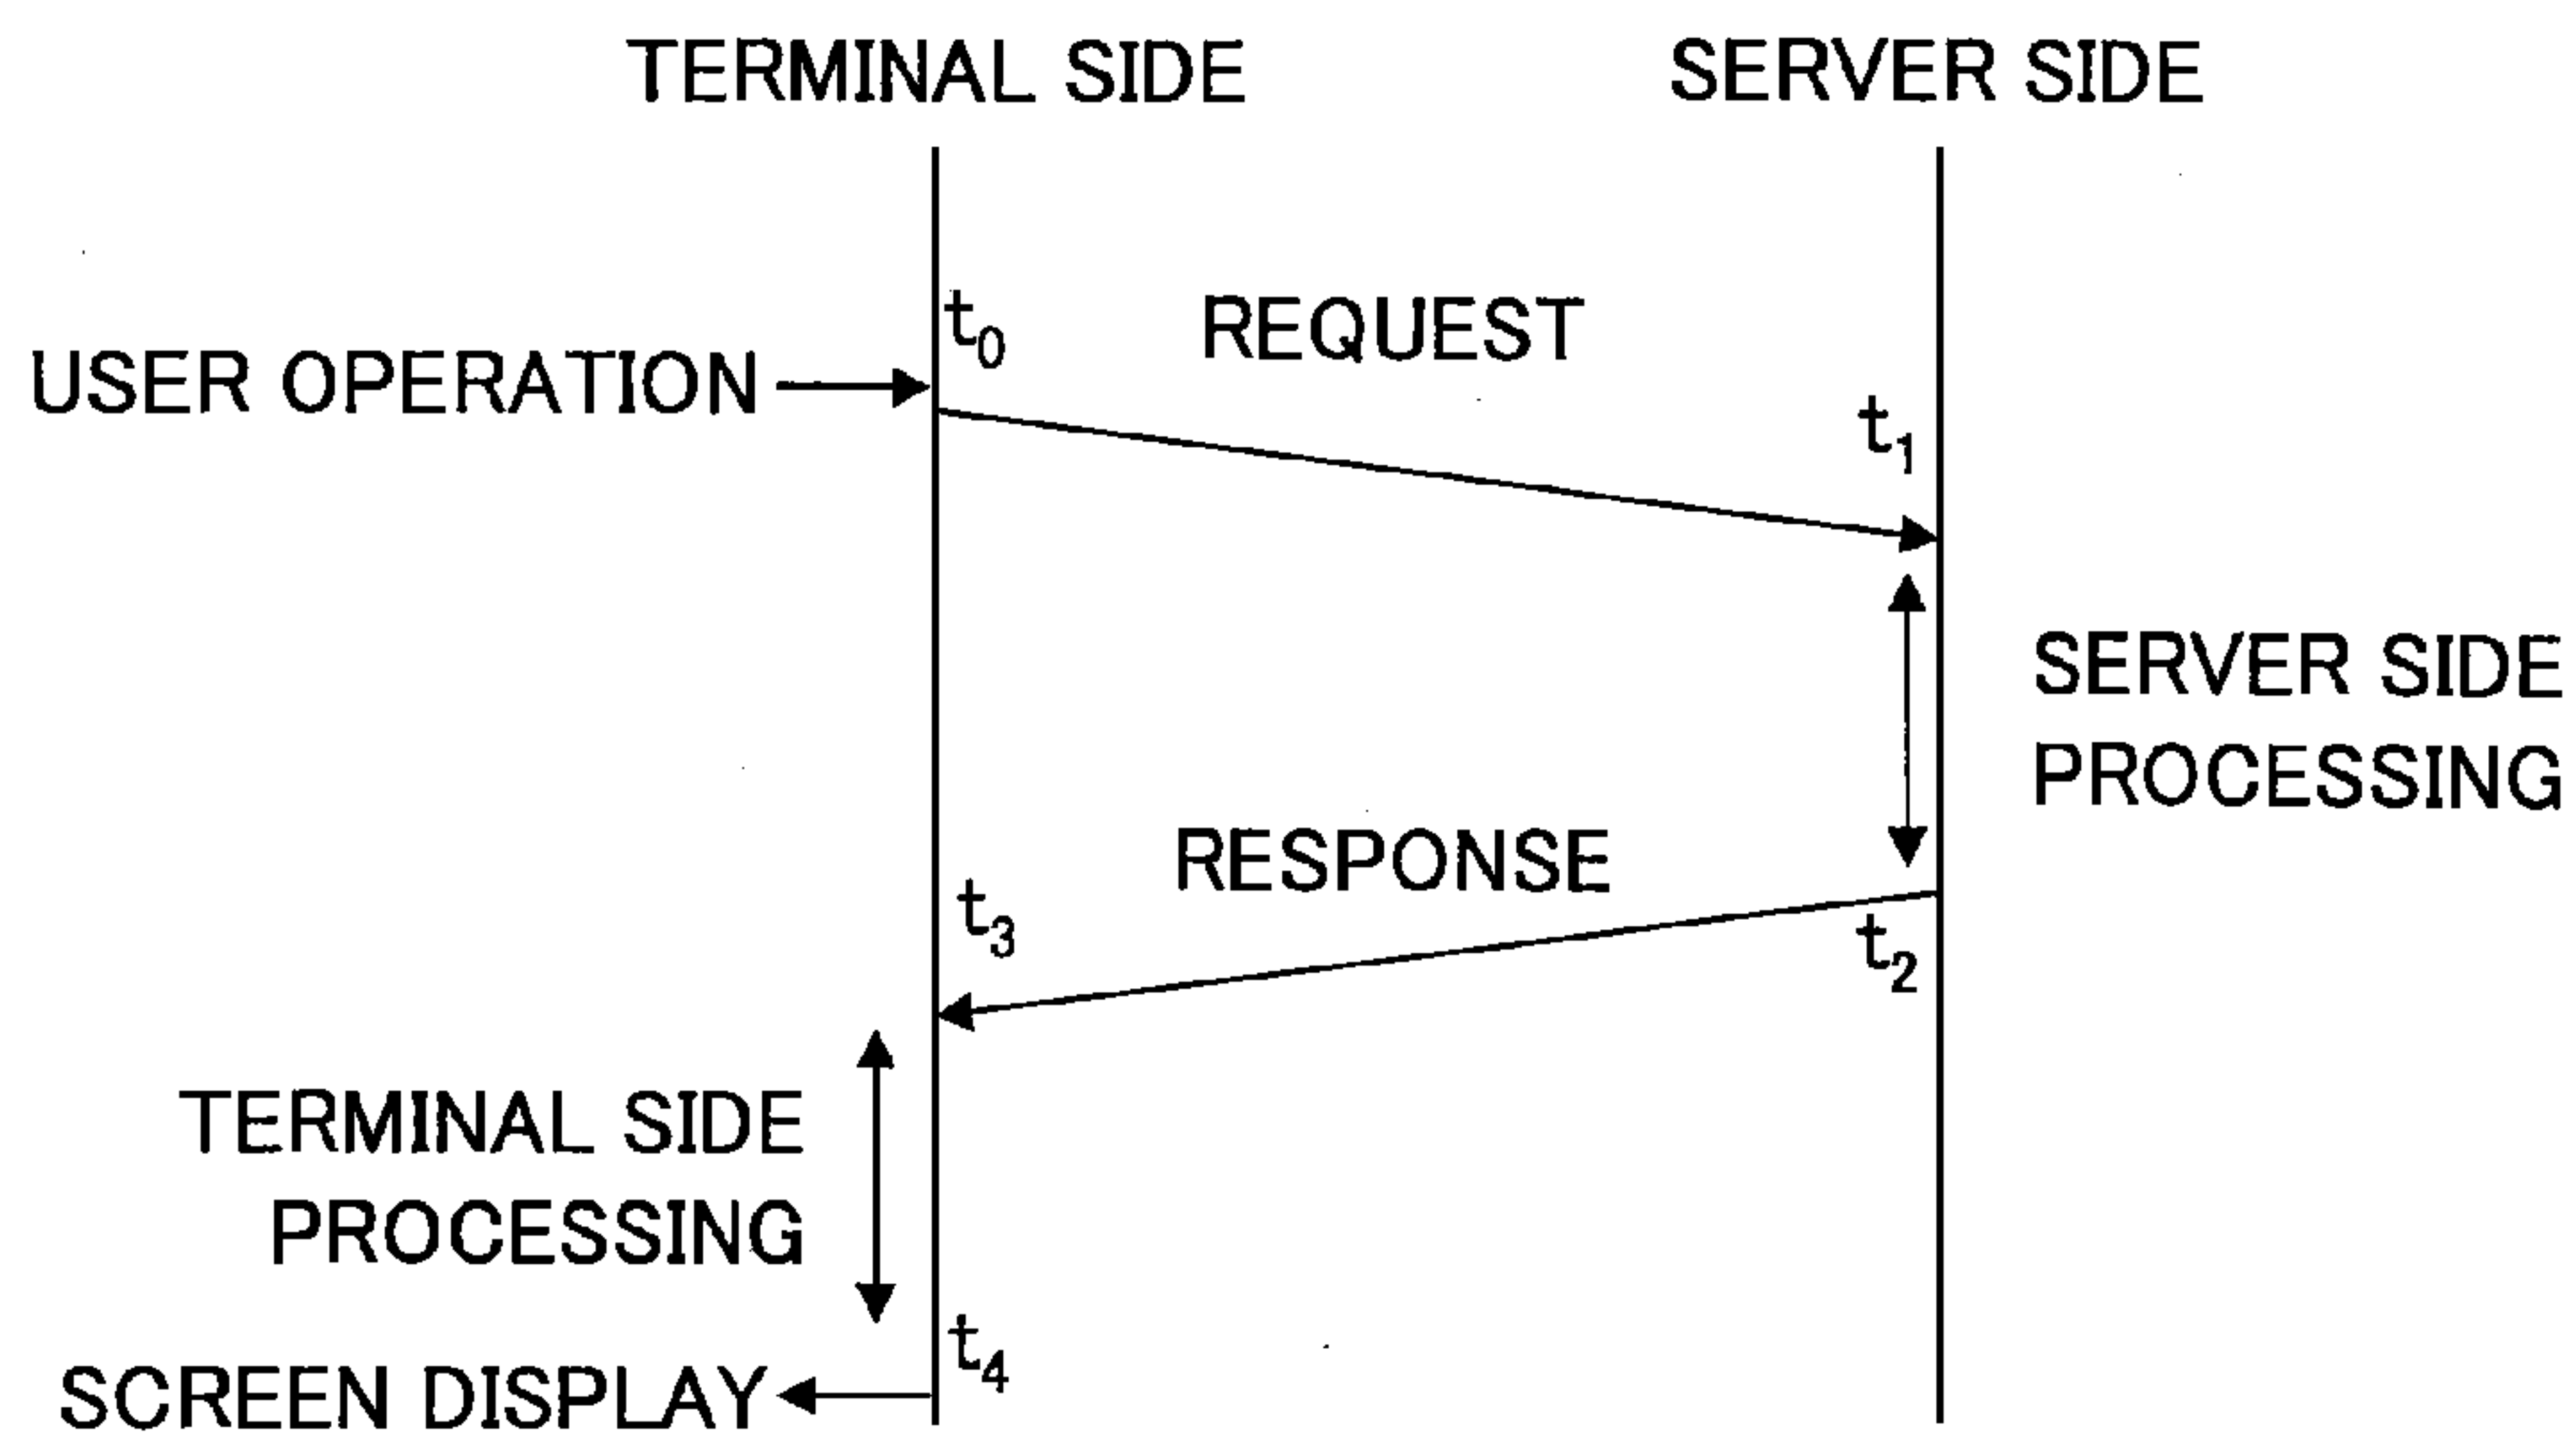 TERMINAL SIDE
SERVER SIDE
t0
REQUEST
USER OPERATION
t1
SERVER SIDE
PROCESSING
RESPONSE
t3
t2
TERMINAL SIDE
PROCESSING
t4
SCREEN DISPLAY